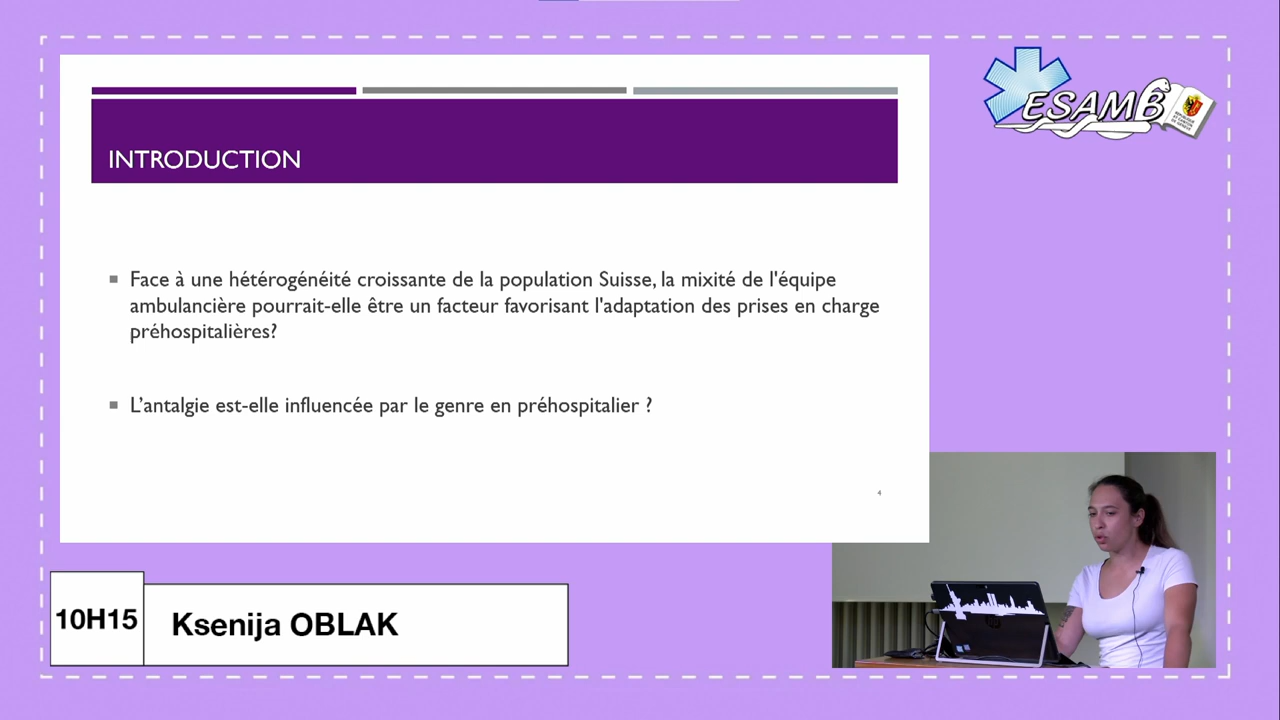 INTRODUCTION
Face à une hétérogénéité croissante de la population Suisse, la mixité de l'équipe
ambulancière pourrait-elle être un facteur favorisant l'adaptation des prises en charge
préhospitalières?
L'antalgie est-elle influencée par le genre en préhospitalier ?
4
ESAMB
10H15
Ksenija OBLAK